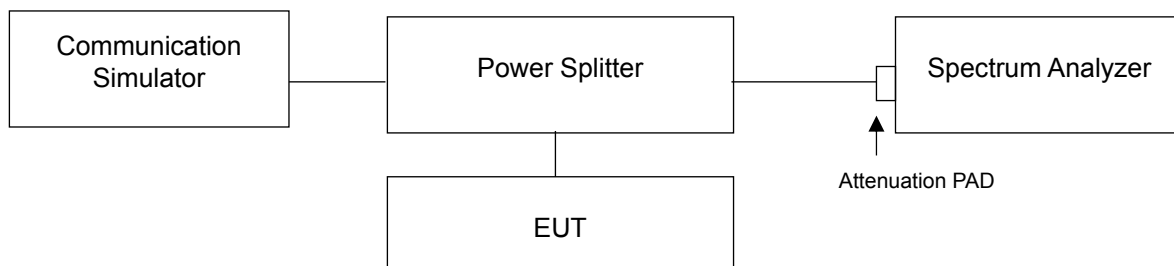 Communication
Simulator
Power Splitter
Spectrum Analyzer
Attenuation PAD
EUT